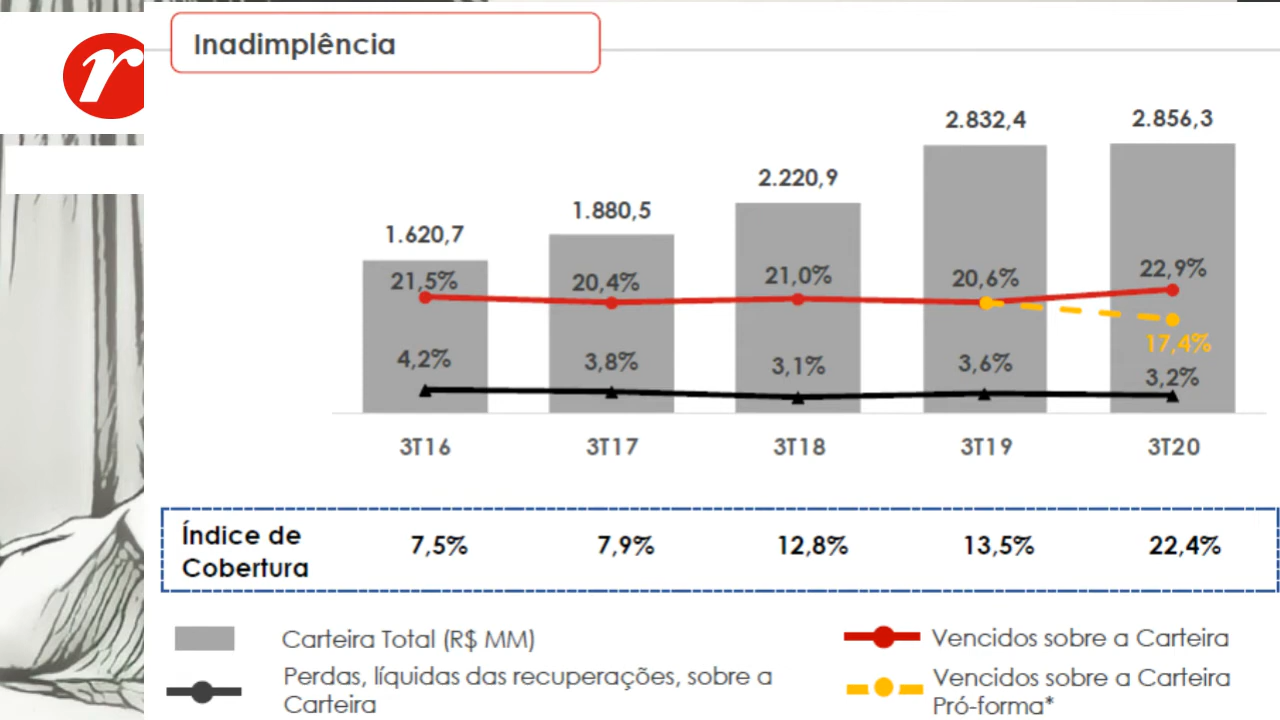 r
Inadimplência
1.620,7
1.880,5
2.220,9
2.832,4
2.856,3
21,5%
20,4%
21,0%
20,6%
22,9%
17,4%
4,2%
3,8%
3,1%
3,6%
3,2%
3T16
3T17
3T18
3T19
3T20
Índice de
Cobertura
7,5%
7,9%
12,8%
13,5%
22,4%
Carteira Total (R$ MM)
Perdas, líquidas das recuperações, sobre a
Carteira
Vencidos sobre a Carteira
Vencidos sobre a Carteira
Pró-forma*